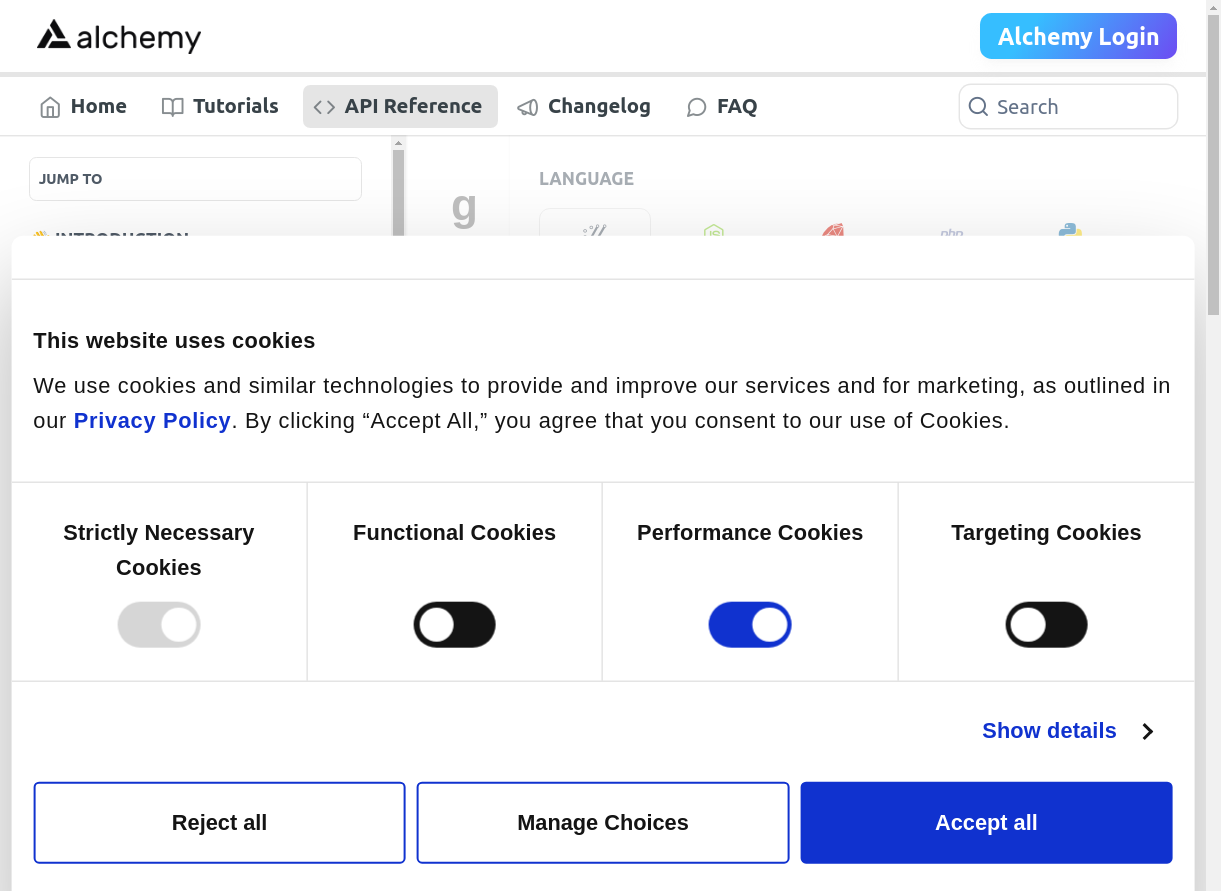 alchemy
Alchemy Login
Home
Tutorials
API Reference
Changelog
FAQ
Search
JUMP TO
INTRODUCTION
g
LANGUAGE
JS
php
This website uses cookies
We use cookies and similar technologies to provide and improve our services and for marketing, as outlined in
our Privacy Policy. By clicking “Accept All,” you agree that you consent to our use of Cookies.
Strictly Necessary
Cookies
Functional Cookies
Performance Cookies
Targeting Cookies
Show details
Reject all
Manage Choices
Accept all